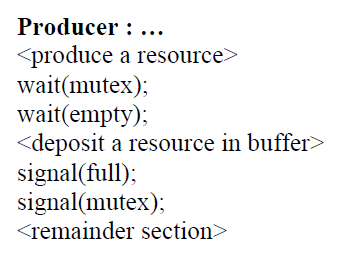 Producer : …
<produce a resource>
wait(mutex);
wait(empty);
<deposit a resource in buffer>
signal(full);
signal(mutex);
<remainder section>